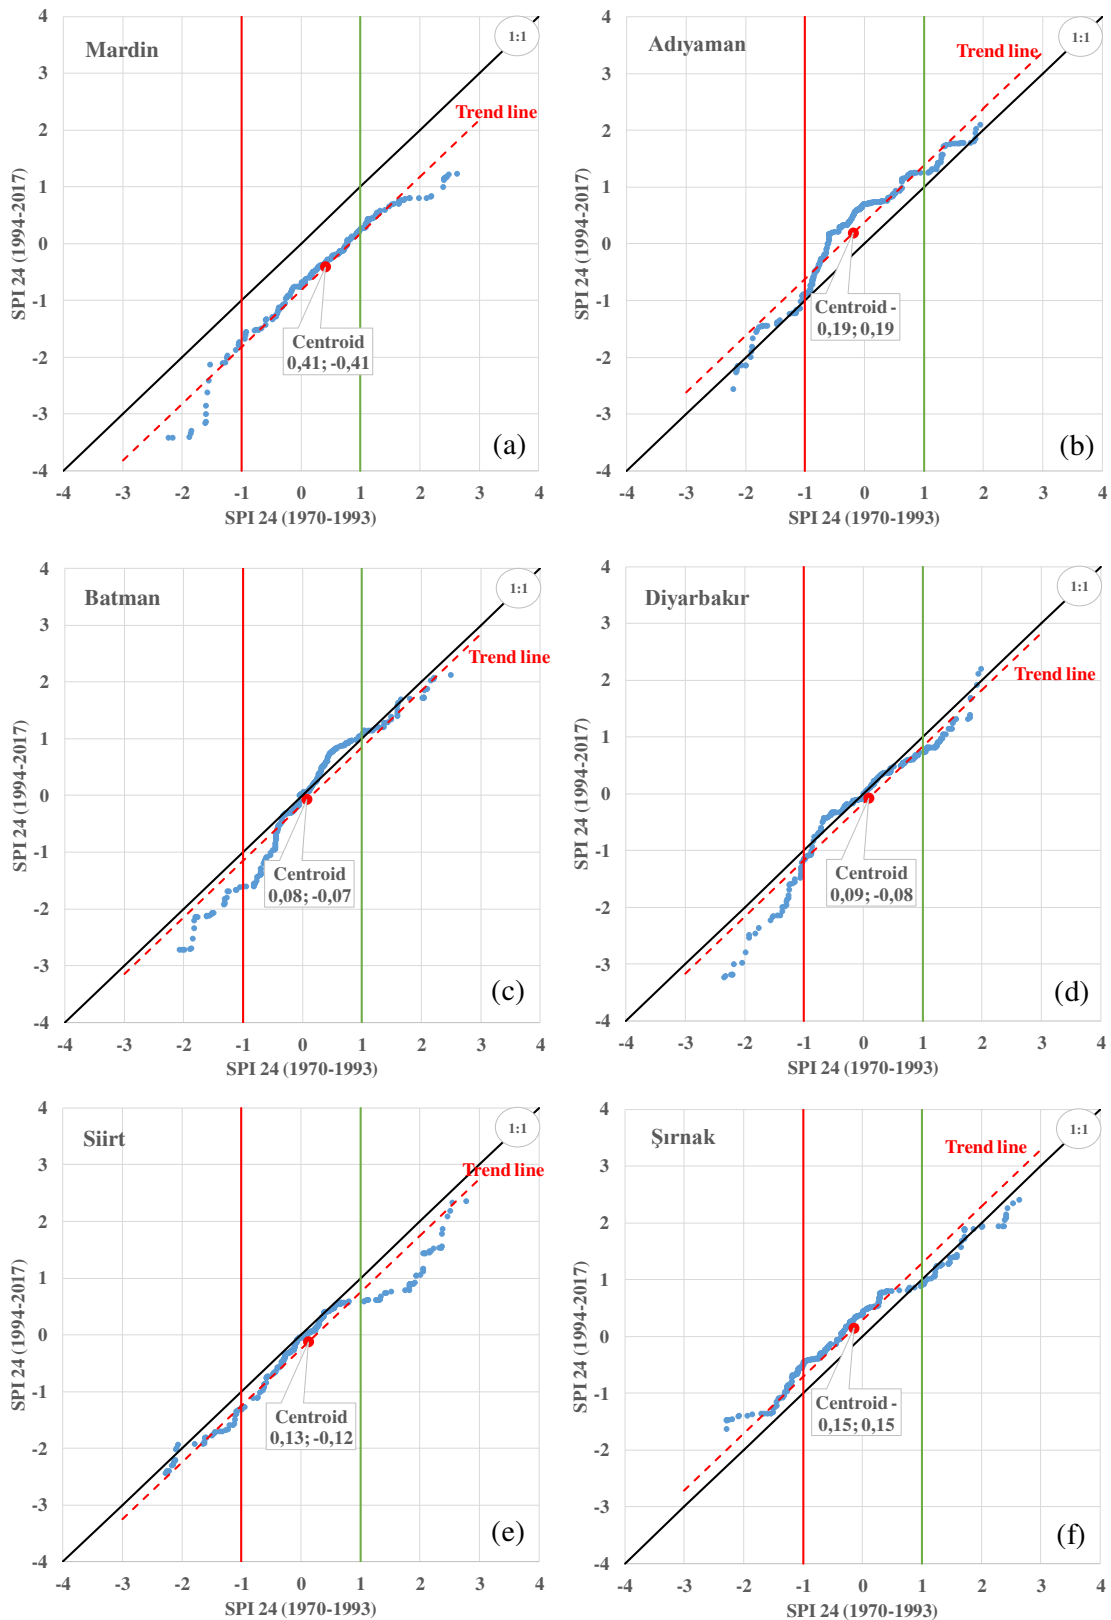 Mardin
1:1
Trend line
4
3
2
1
0
-1
-2
-3
-4
SPI 24 (1994-2017)
Centroid
0,41; -0,41
(a)
-4 -3 -2 -1 0 1 2 3 4
SPI 24 (1970-1993)
Adıyaman
1:1
Trend line
4
3
2
1
0
-1
-2
-3
-4
SPI 24 (1994-2017)
Centroid -
0,19; 0,19
(b)
-4 -3 -2 -1 0 1 2 3 4
SPI 24 (1970-1993)
Batman
1:1
Trend line
4
3
2
1
0
-1
-2
-3
-4
SPI 24 (1994-2017)
Centroid
0,08; -0,07
(c)
-4 -3 -2 -1 0 1 2 3 4
SPI 24 (1970-1993)
Diyarbakır
1:1
Trend line
4
3
2
1
0
-1
-2
-3
-4
SPI 24 (1994-2017)
Centroid
0,09; -0,08
(d)
-4 -3 -2 -1 0 1 2 3 4
SPI 24 (1970-1993)
Siirt
1:1
Trend line
4
3
2
1
0
-1
-2
-3
-4
SPI 24 (1994-2017)
Centroid
0,13; -0,12
(e)
-4 -3 -2 -1 0 1 2 3 4
SPI 24 (1970-1993)
Şırnak
1:1
Trend line
4
3
2
1
0
-1
-2
-3
-4
SPI 24 (1994-2017)
Centroid -
0,15; 0,15
(f)
-4 -3 -2 -1 0 1 2 3 4
SPI 24 (1970-1993)